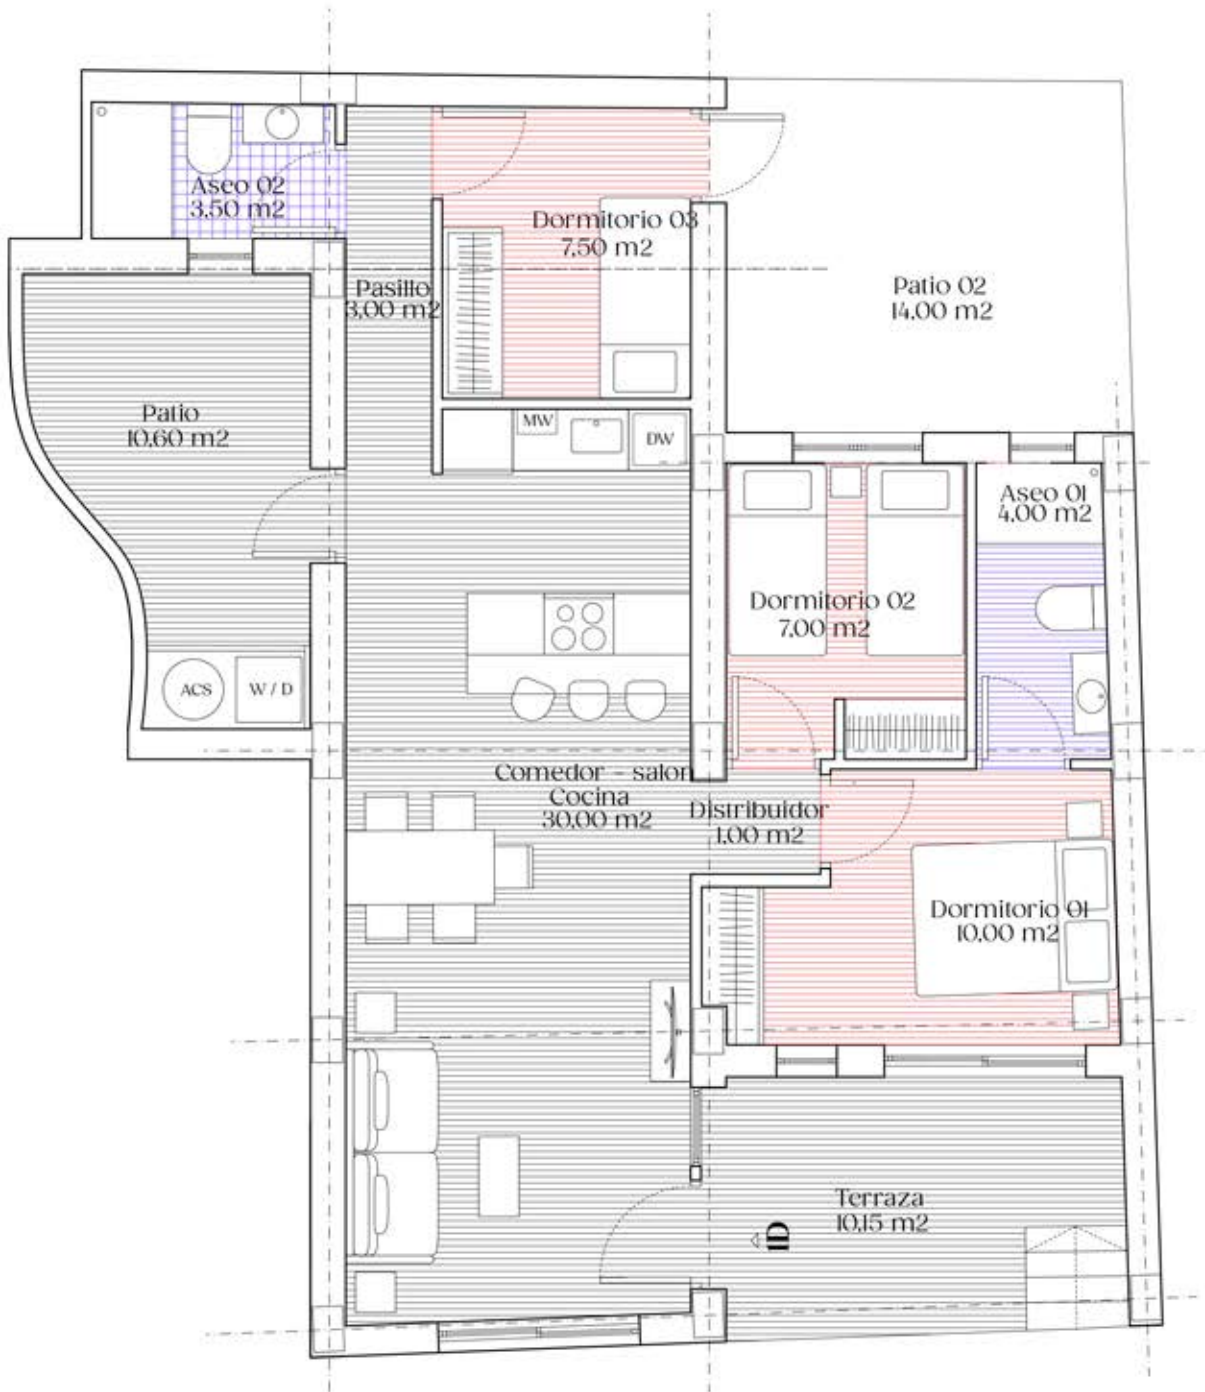 Aseo 02
3,50 m2
Dormitorio 03
7,50 m2
Pasillo
3,00 m2
Patio 02
14,00 m2
Patio
10,60 m2
MW
DW
Aseo 01
4,00 m2
Dormitorio 02
7,00 m2
ACS
W / D
Comedor - salon
Cocina
30,00 m2
Distribuidor
1,00 m2
Dormitorio 01
10,00 m2
Terraza
10,15 m2
1D